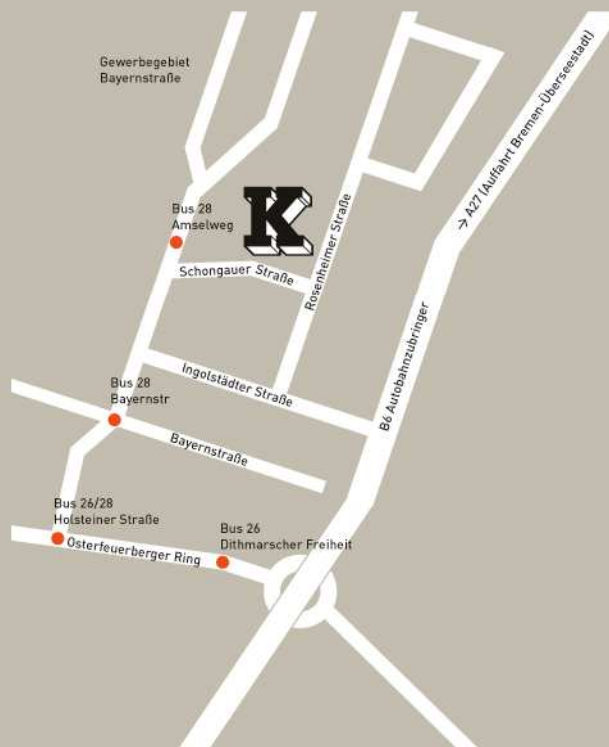 Gewerbegebiet
Bayernstraße
→ A27 (Auffahrt Bremen-Überseestadt)
Bus 28
Amselweg
K
Rosenheimer Straße
Schongauer Straße
B6 Autobahnzubringer
Ingolstädter Straße
Bus 28
Bayernstr
Bayernstraße
Bus 26/28
Holsteiner Straße
Bus 26
Dithmarscher Freiheit
Osterfeuerberger Ring